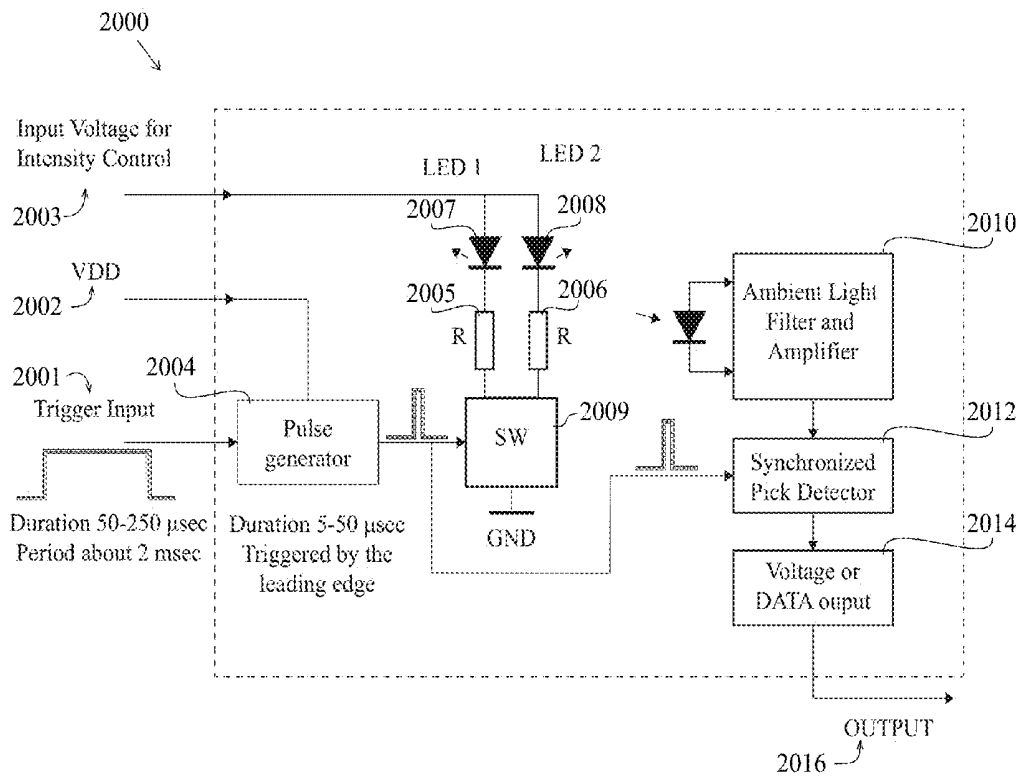 2000
Input Voltage for
Intensity Control
2003
LED 1
LED 2
2007
2008
2010
VDD
2002
2005
2006
R
R
Ambient Light
Filter and
Amplifier
2001
Trigger Input
2004
Pulse
generator
SW
2009
2012
Synchronized
Pick Detector
Duration 50-250 µsec
Period about 2 msec
Duration 5-50 µsec
Triggered by the
leading edge
GND
2014
Voltage or
DATA ouput
OUTPUT
2016